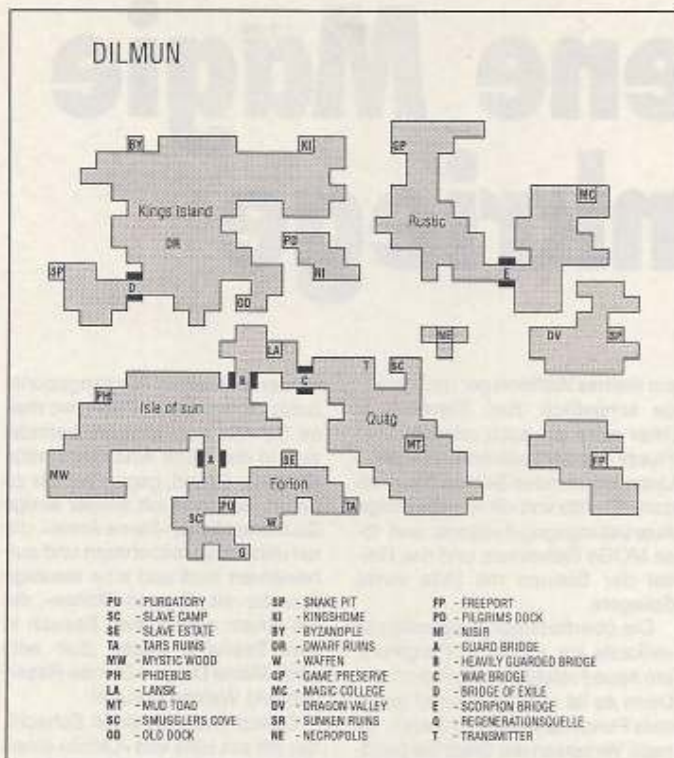 DILMUN
BY
KI
GP
MC
Kings Island
Rustic
DR
PD
NI
SP
D
E
OD
NE
DV
SP
LA
T
SC
B
C
PH
Isle of sun
Quag
MT
MW
A
SE
FP
Forlon
PU
TA
SC
W
Q
PU - PURGATORY
SC - SLAVE CAMP
SE - SLAVE ESTATE
TA - TARS RUINS
MW - MYSTIC WOOD
PH - PHOEBUS
LA - LANSK
MT - MUD TOAD
SC - SMUGGLERS COVE
OD - OLD DOCK
SP - SNAKE PIT
KI - KINGSHOME
BY - BYZANOPLE
DR - DWARF RUINS
W - WAFFEN
GP - GAME PRESERVE
MC - MAGIC COLLEGE
DV - DRAGON VALLEY
SR - SUNKEN RUINS
NE - NECROPOLIS
FP - FREEPORT
PD - PILGRIMS DOCK
NI - NISIR
A - GUARD BRIDGE
B - HEAVILY GUARDED BRIDGE
C - WAR BRIDGE
D - BRIDGE OF EXILE
E - SCORPION BRIDGE
Q - REGENERATIONSQUELLE
T - TRANSMITTER